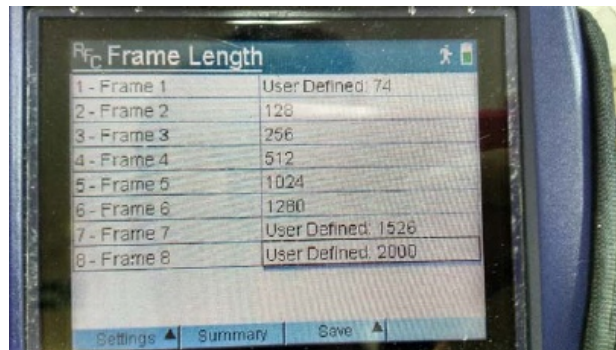 RFC Frame Length
1 - Frame 1 User Defined: 74
2 - Frame 2 128
3 - Frame 3 256
4 - Frame 4 512
5 - Frame 5 1024
6 - Frame 6 1280
7 - Frame 7 User Defined: 1526
8 - Frame 8 User Defined: 2000
Settings Summary Save